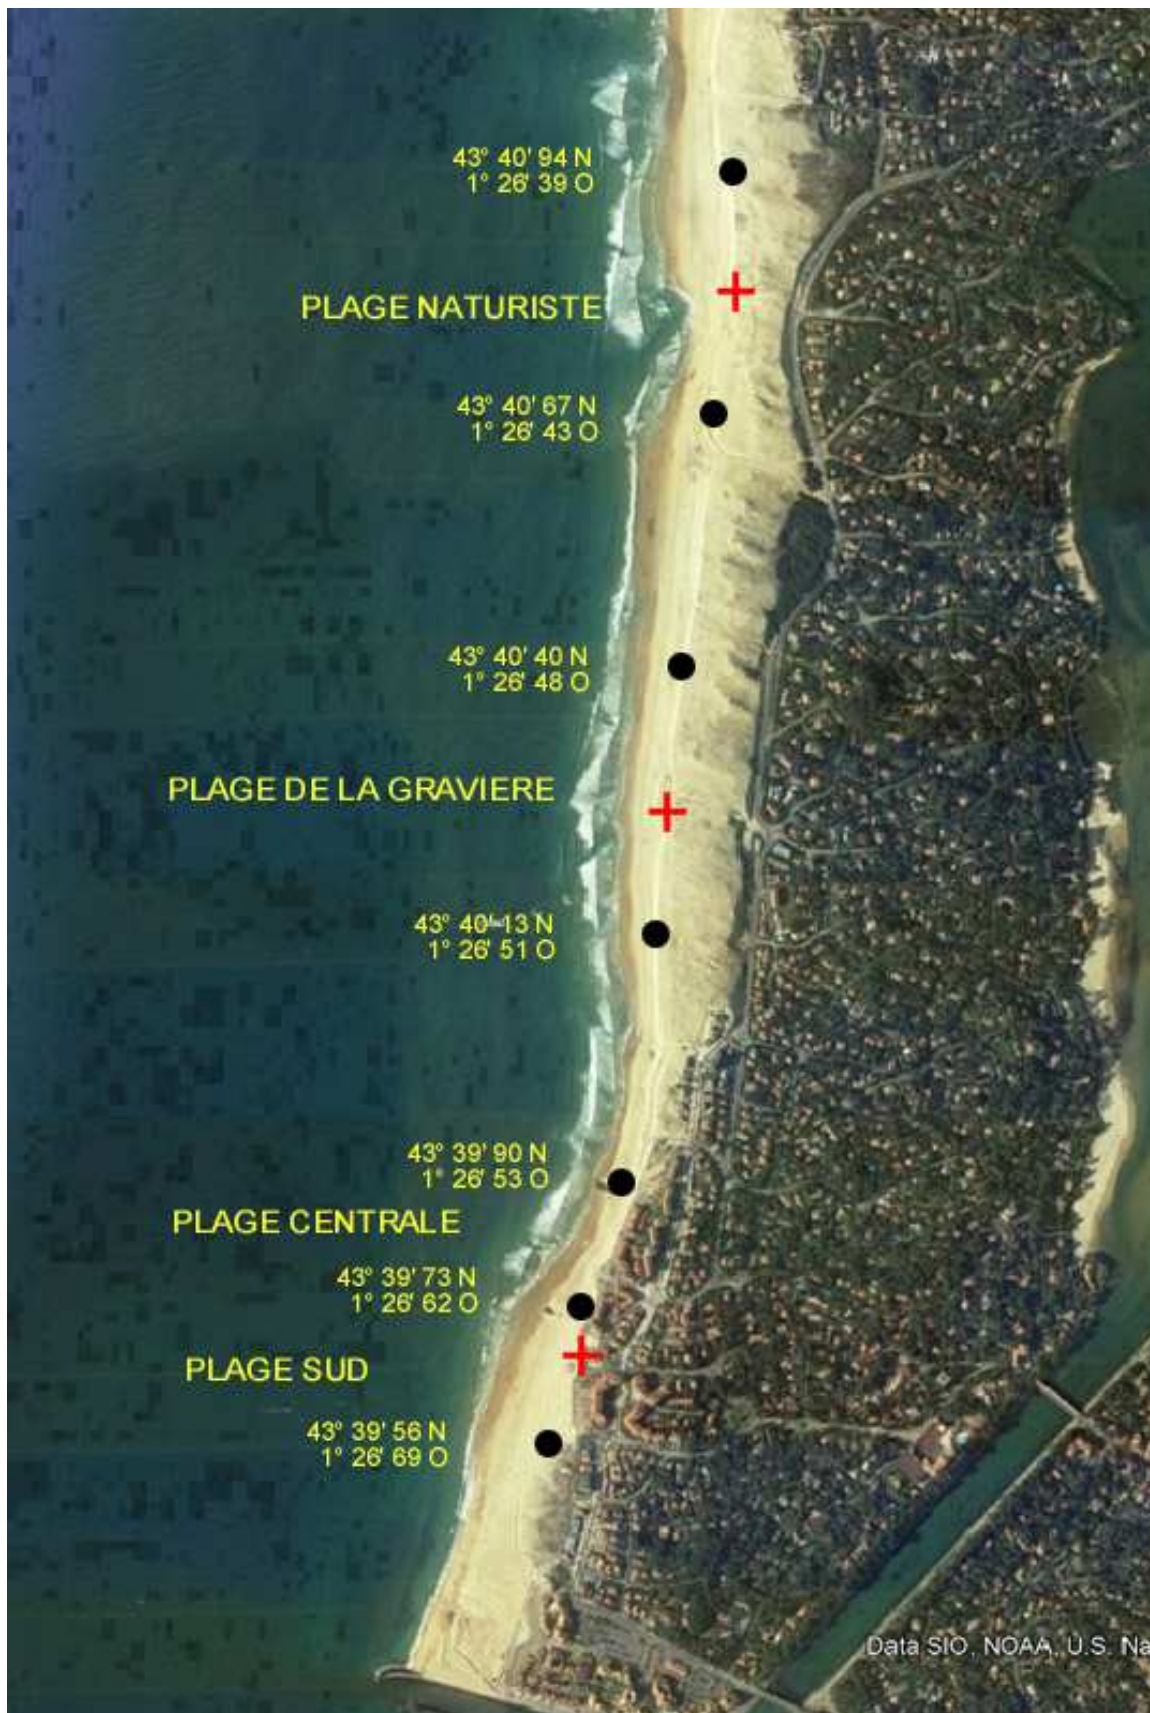 43° 40' 94 N
1° 26' 39 O
PLAGE NATURISTE
43° 40' 67 N
1° 26' 43 O
43° 40' 40 N
1° 26' 48 O
PLAGE DE LA GRAVIERE
43° 40' 13 N
1° 26' 51 O
43° 39' 90 N
1° 26' 53 O
PLAGE CENTRALE
43° 39' 73 N
1° 26' 62 O
PLAGE SUD
43° 39' 56 N
1° 26' 69 O
Data SIO, NOAA, U.S. Na